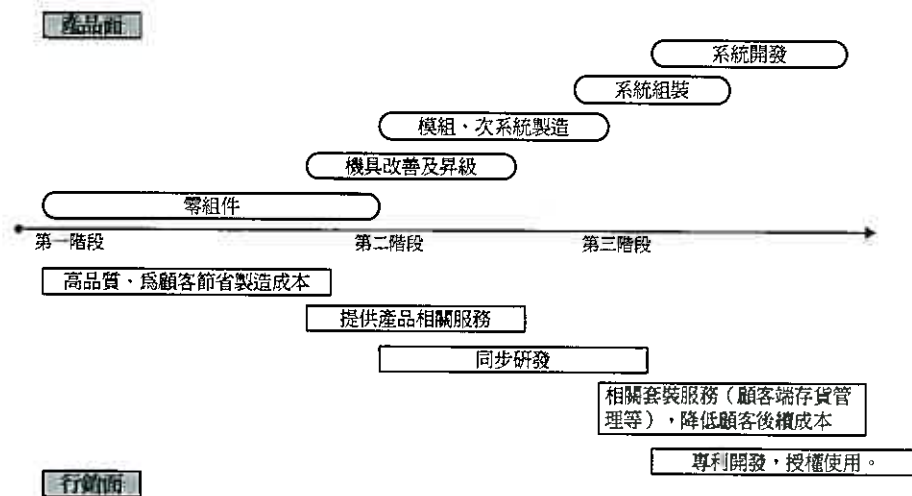 產品面
系統開發
系統組裝
模組、次系統製造
機具改善及昇級
零組件
第一階段
第二階段
第三階段
高品質、爲顧客節省製造成本
提供產品相關服務
同步研發
相關套裝服務（顧客端存貨管
理等），降低顧客後續成本
專利開發，授權使用。
行銷面